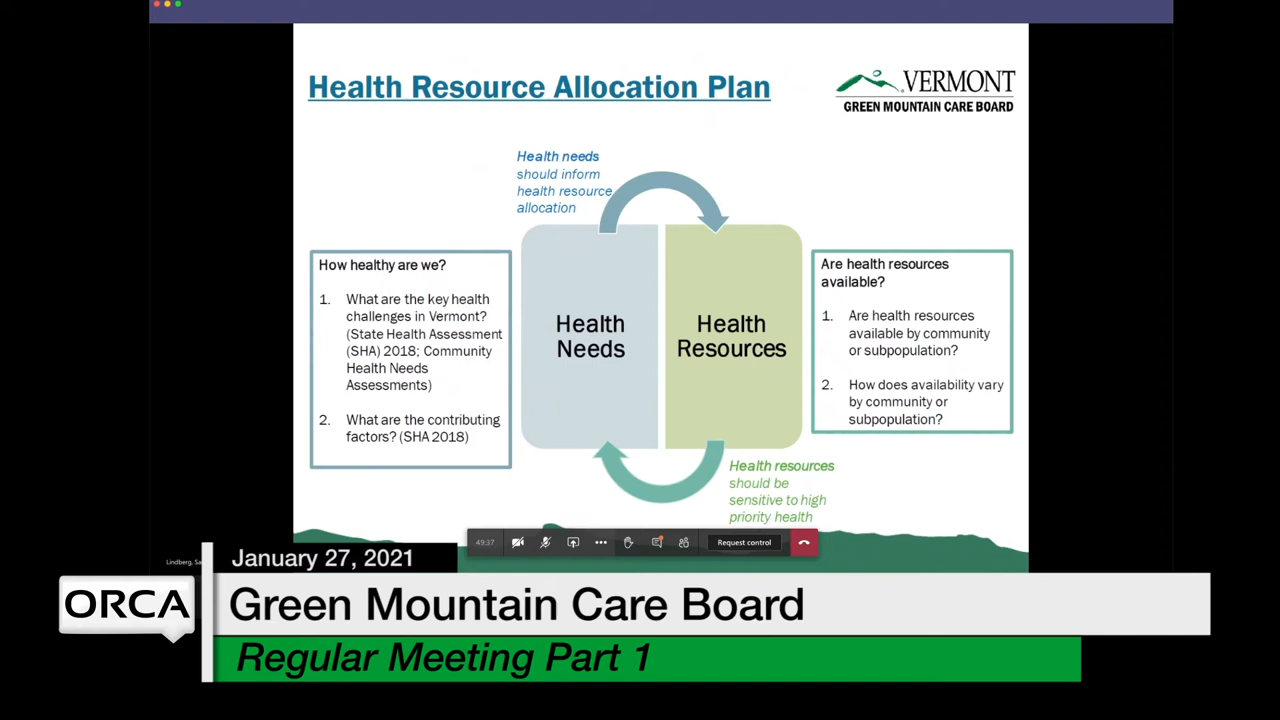 Health Resource Allocation Plan
VERMONT
GREEN MOUNTAIN CARE BOARD
Health needs
should inform
health resource
allocation
How healthy are we?
1. What are the key health
challenges in Vermont?
(State Health Assessment
(SHA) 2018; Community
Health Needs
Assessments)
2. What are the contributing
factors? (SHA 2018)
Health
Needs
Health
Resources
Are health resources
available?
1. Are health resources
available by community
or subpopulation?
2. How does availability vary
by community or
subpopulation?
Health resources
should be
sensitive to high
priority health
49:37
Request control
Lindberg,
January 27, 2021
ORCA
Green Mountain Care Board
Regular Meeting Part 1